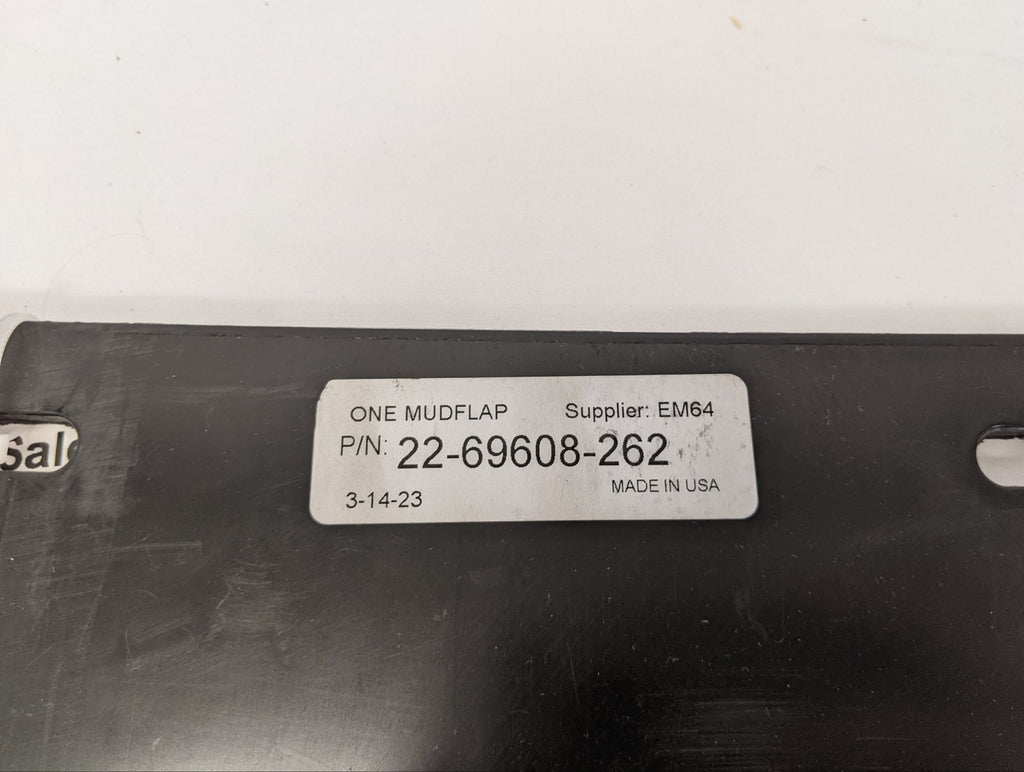 ONE MUDFLAP Supplier: EM64
P/N: 22-69608-262
3-14-23 MADE IN USA